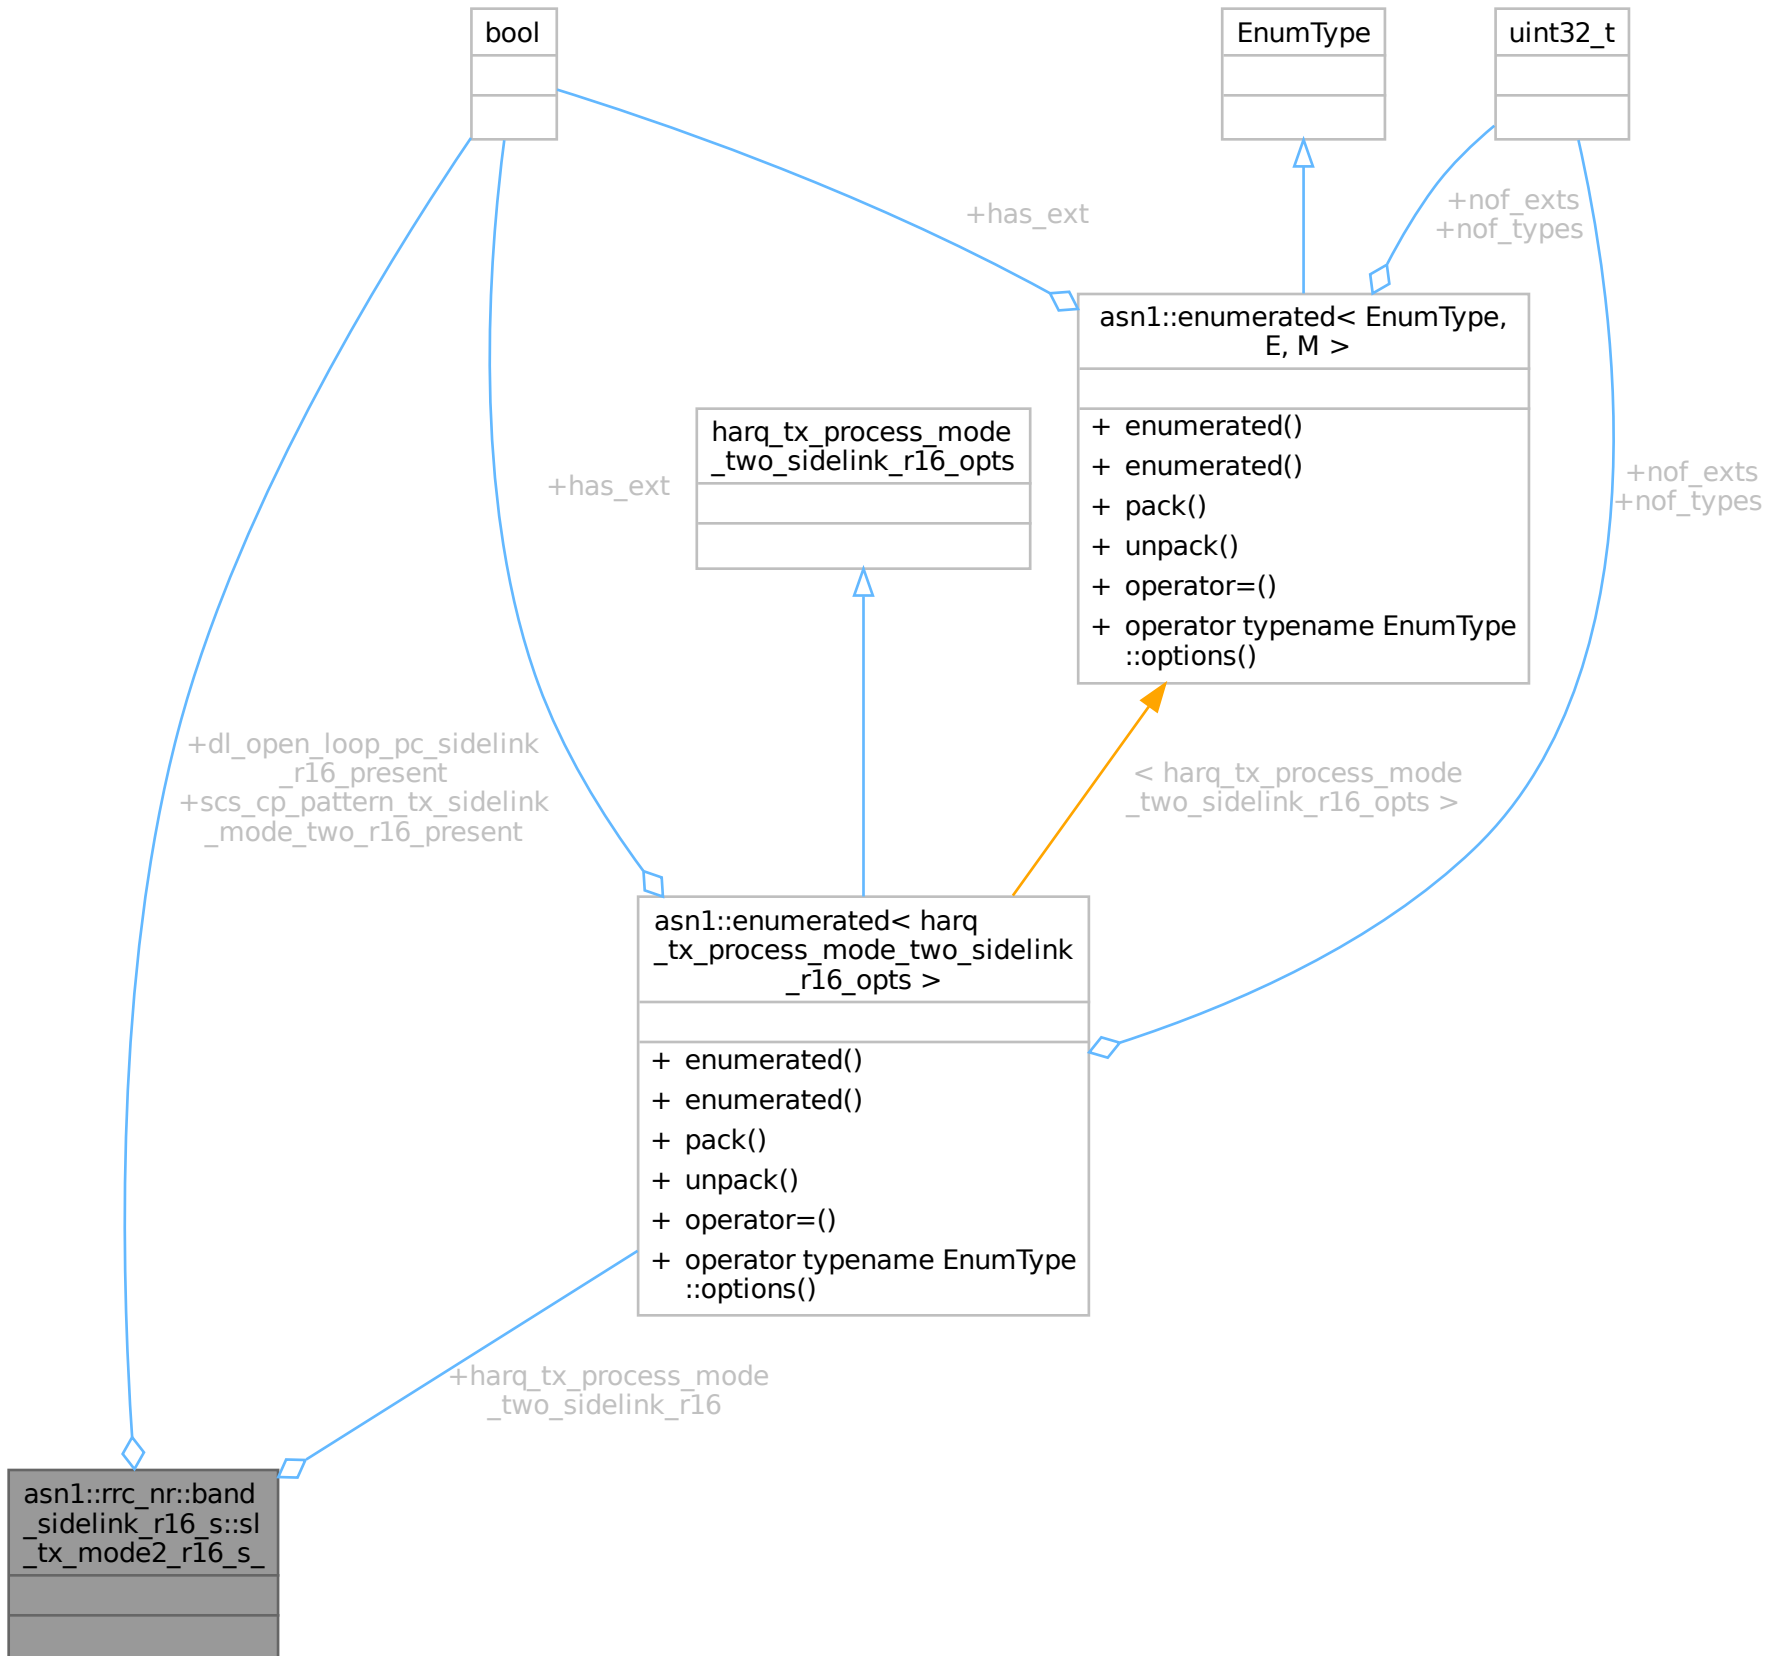 bool
EnumType
uint32_t
+has_ext
+nof_exts
+nof_types
asn1::enumerated< EnumType,
E, M >
+ enumerated()
+ enumerated()
+ pack()
+ unpack()
+ operator=()
+ operator typename EnumType
::options()
harq_tx_process_mode
_two_sidelink_r16_opts
+has_ext
+nof_exts
+nof_types
+dl_open_loop_pc_sidelink
_r16_present
+scs_cp_pattern_tx_sidelink
_mode_two_r16_present
< harq_tx_process_mode
_two_sidelink_r16_opts >
asn1::enumerated< harq
_tx_process_mode_two_sidelink
_r16_opts >
+ enumerated()
+ enumerated()
+ pack()
+ unpack()
+ operator=()
+ operator typename EnumType
::options()
+harq_tx_process_mode
_two_sidelink_r16
asn1::rrc_nr::band
_sidelink_r16_s::sl
_tx_mode2_r16_s_